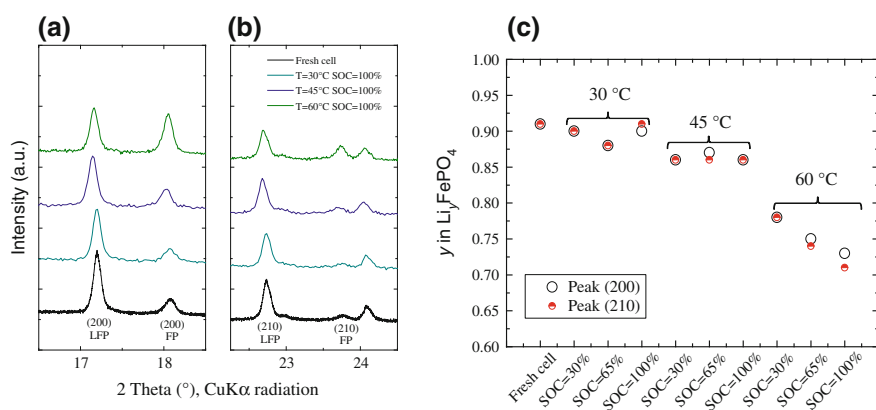 (a)
(b)
(c)
Intensity (a.u.)
Fresh cell
T=30°C SOC=100%
T=45°C SOC=100%
T=60°C SOC=100%
(200)
LFP
(200)
FP
(210)
LFP
(210)
FP
17
18
23
24
2 Theta (°), CuKα radiation
y in LiyFePO4
1.00
0.95
0.90
0.85
0.80
0.75
0.70
0.65
0.60
30 °C
45 °C
60 °C
Peak (200)
Peak (210)
Fresh cell
SOC=30%
SOC=65%
SOC=100%
SOC=30%
SOC=65%
SOC=100%
SOC=30%
SOC=65%
SOC=100%